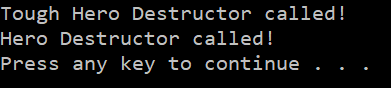 Tough Hero Destructor called!
Hero Destructor called!
Press any key to continue . . .